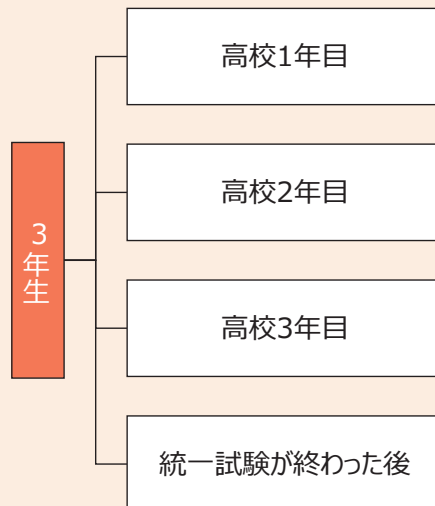 3年生
高校1年目
高校2年目
高校3年目
統一試験が終わった後